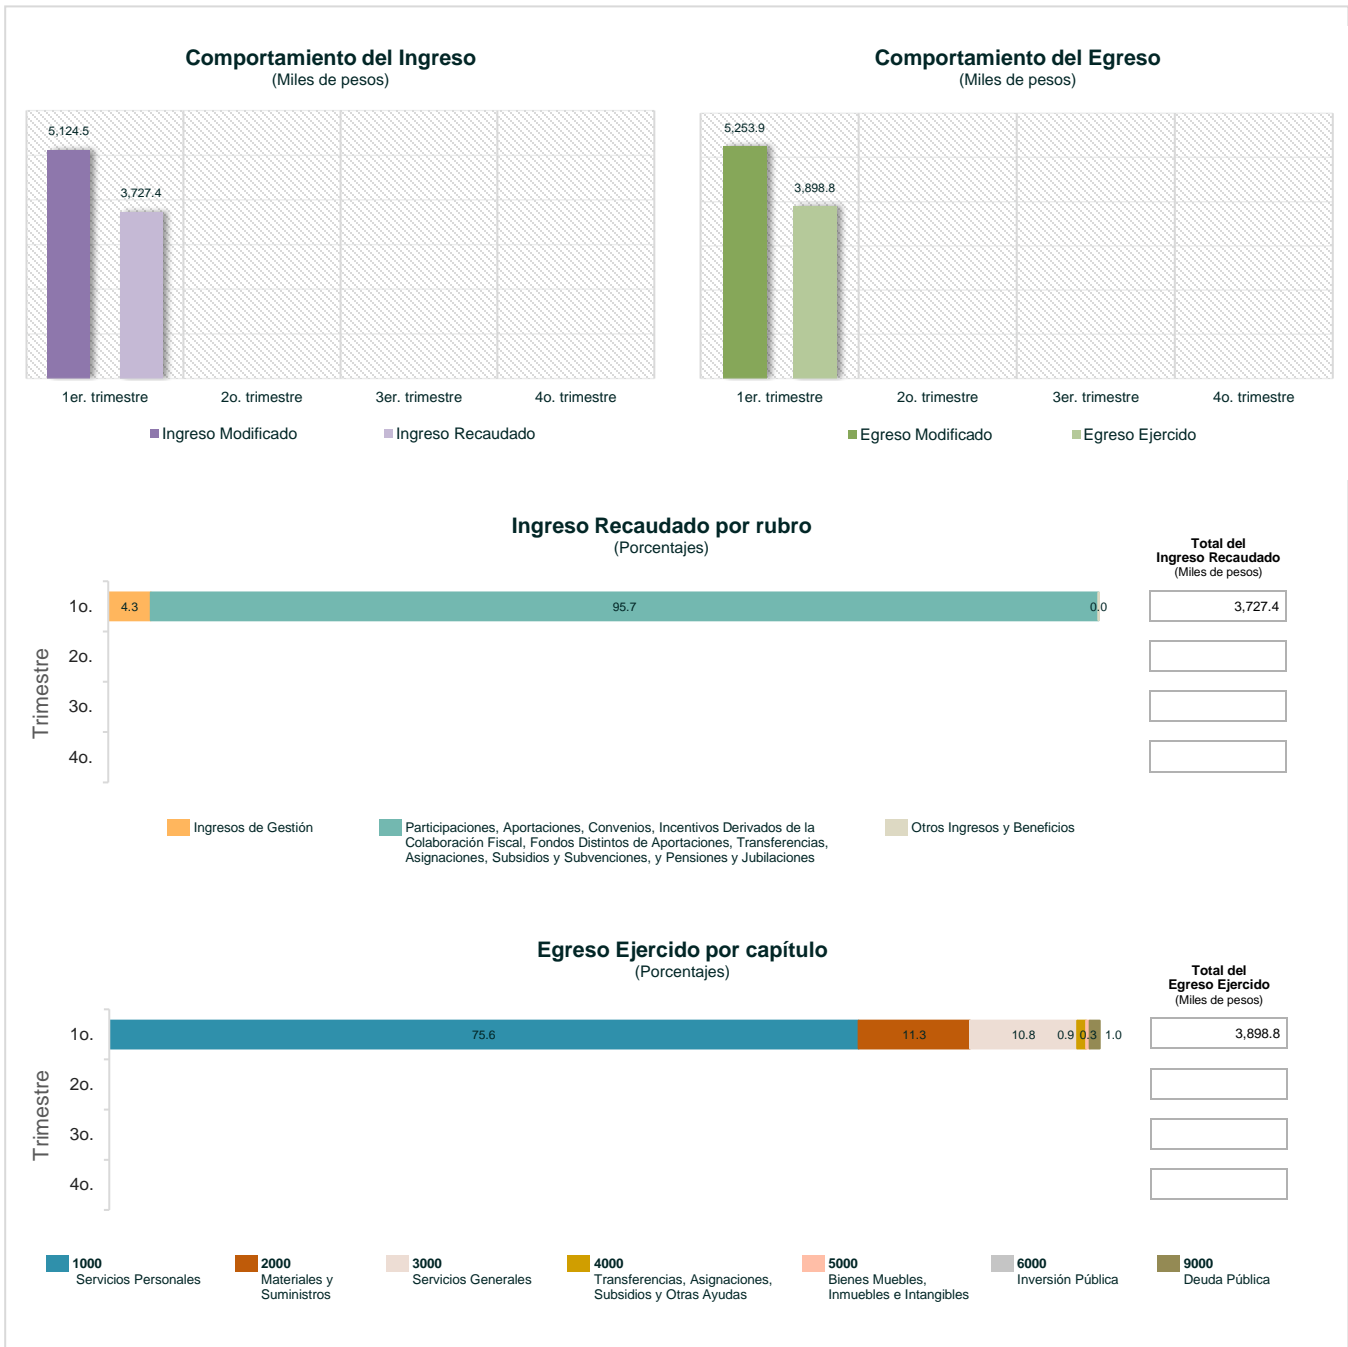 Comportamiento del Ingreso
(Miles de pesos)
5,124.5
3,727.4
1er. trimestre
2o. trimestre
3er. trimestre
4o. trimestre
Ingreso Modificado
Ingreso Recaudado
Comportamiento del Egreso
(Miles de pesos)
5,253.9
3,898.8
1er. trimestre
2o. trimestre
3er. trimestre
4o. trimestre
Egreso Modificado
Egreso Ejercido
Ingreso Recaudado por rubro
(Porcentajes)
Total del
Ingreso Recaudado
(Miles de pesos)
Trimestre
1o.
4.3
95.7
0.0
3,727.4
2o.
3o.
4o.
Ingresos de Gestión
Participaciones, Aportaciones, Convenios, Incentivos Derivados de la
Colaboración Fiscal, Fondos Distintos de Aportaciones, Transferencias,
Asignaciones, Subsidios y Subvenciones, y Pensiones y Jubilaciones
Otros Ingresos y Beneficios
Egreso Ejercido por capítulo
(Porcentajes)
Total del
Egreso Ejercido
(Miles de pesos)
Trimestre
1o.
75.6
11.3
10.8
0.9
0.3
1.0
3,898.8
2o.
3o.
4o.
1000
Servicios Personales
2000
Materiales y
Suministros
3000
Servicios Generales
4000
Transferencias, Asignaciones,
Subsidios y Otras Ayudas
5000
Bienes Muebles,
Inmuebles e Intangibles
6000
Inversión Pública
9000
Deuda Pública